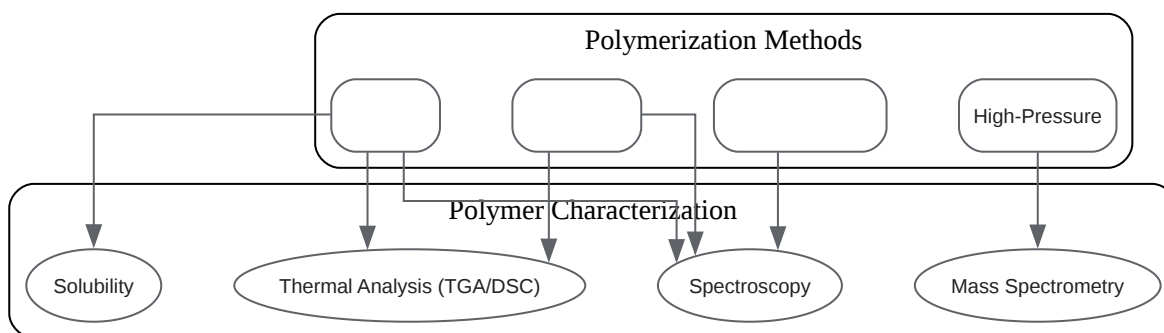 Polymerization Methods
High-Pressure
Polymer Characterization
Solubility
Thermal Analysis (TGA/DSC)
Spectroscopy
Mass Spectrometry